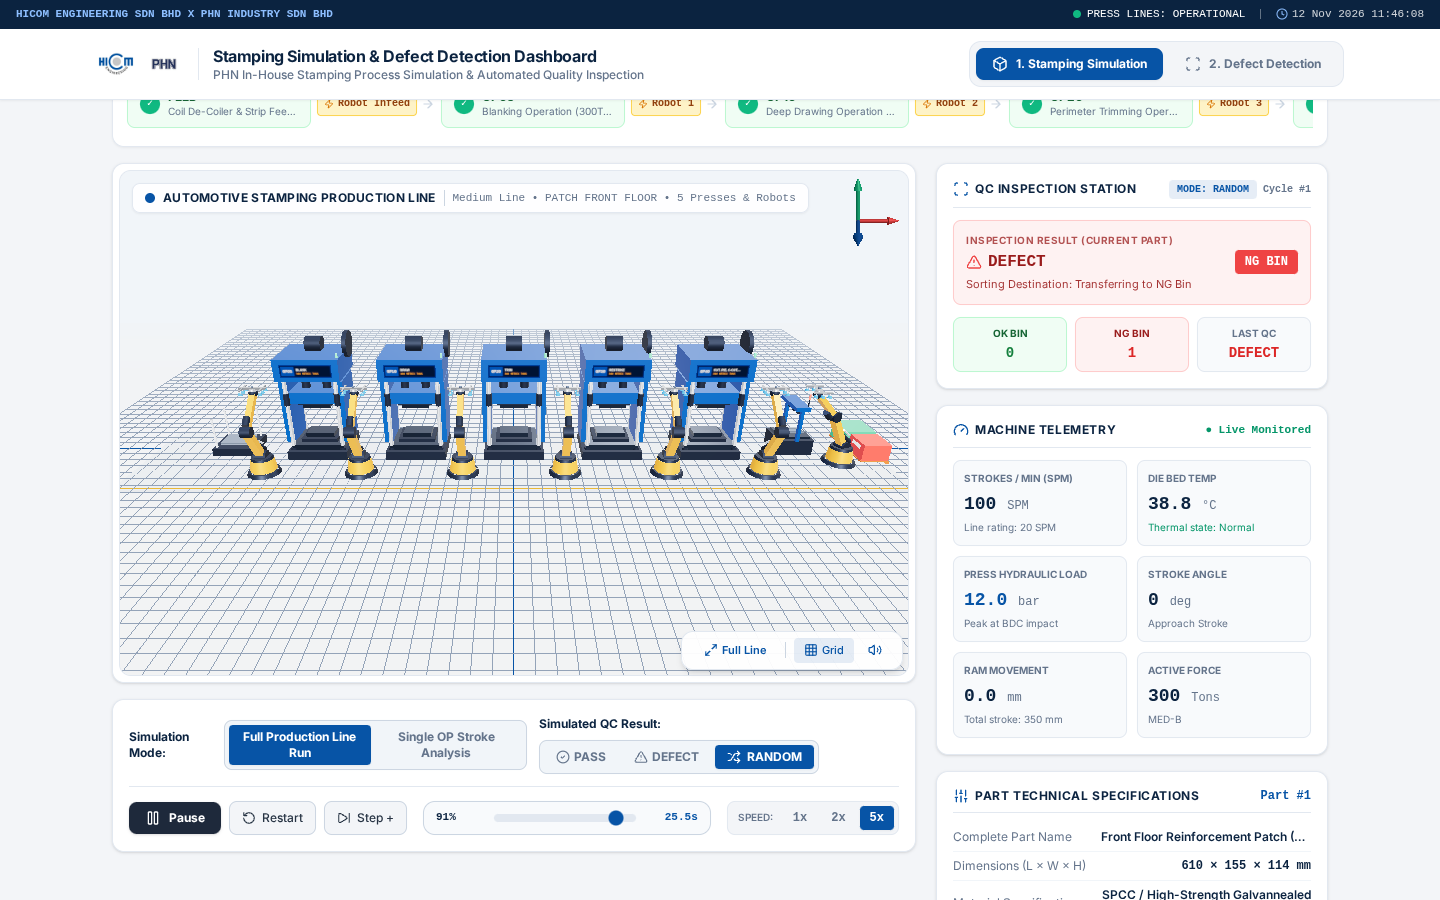 HICOM ENGINEERING SDN BHD X PHN INDUSTRY SDN BHD
PRESS LINES: OPERATIONAL | 12 Nov 2026 11:46:08
HICOM PHN
Stamping Simulation & Defect Detection Dashboard
PHN In-House Stamping Process Simulation & Automated Quality Inspection
1. Stamping Simulation
2. Defect Detection
Coil De-Coiler & Strip Fee...
Robot Infeed
Blanking Operation (300T...
Robot 1
Deep Drawing Operation ...
Robot 2
Perimeter Trimming Oper...
Robot 3
AUTOMOTIVE STAMPING PRODUCTION LINE
Medium Line • PATCH FRONT FLOOR • 5 Presses & Robots
Full Line
Grid
Simulation Mode:
Full Production Line Run
Single OP Stroke Analysis
Simulated QC Result:
PASS
DEFECT
RANDOM
Pause
Restart
Step +
91%
25.5s
SPEED:
1x
2x
5x
QC INSPECTION STATION
MODE: RANDOM
Cycle #1
INSPECTION RESULT (CURRENT PART)
DEFECT
NG BIN
Sorting Destination: Transferring to NG Bin
OK BIN
0
NG BIN
1
LAST QC
DEFECT
MACHINE TELEMETRY
• Live Monitored
STROKES / MIN (SPM)
100 SPM
Line rating: 20 SPM
DIE BED TEMP
38.8 °C
Thermal state: Normal
PRESS HYDRAULIC LOAD
12.0 bar
Peak at BDC impact
STROKE ANGLE
0 deg
Approach Stroke
RAM MOVEMENT
0.0 mm
Total stroke: 350 mm
ACTIVE FORCE
300 Tons
MED-B
PART TECHNICAL SPECIFICATIONS
Part #1
Complete Part Name
Front Floor Reinforcement Patch (...
Dimensions (L × W × H)
610 × 155 × 114 mm
SPCC / High-Strength Galvannealed